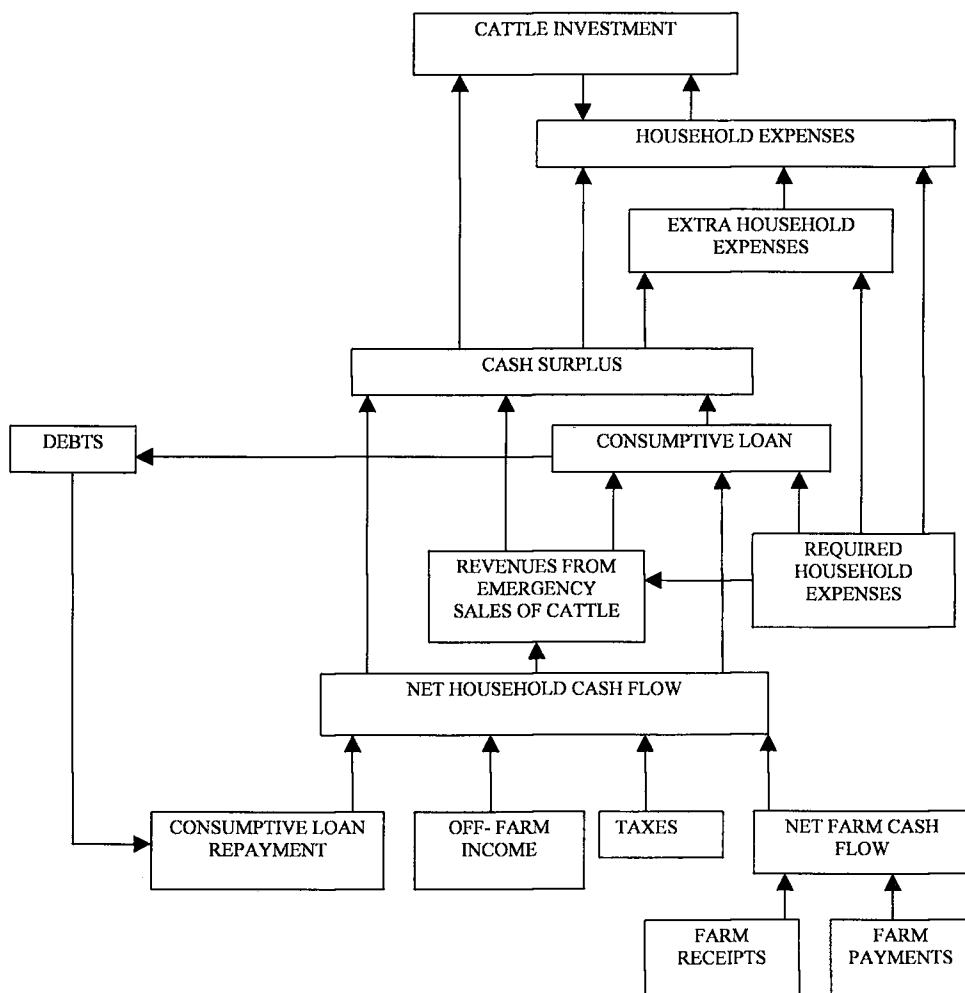 CATTLE INVESTMENT
HOUSEHOLD EXPENSES
EXTRA HOUSEHOLD
EXPENSES
CASH SURPLUS
DEBTS
CONSUMPTIVE LOAN
REVENUES FROM
EMERGENCY
SALES OF CATTLE
REQUIRED
HOUSEHOLD
EXPENSES
NET HOUSEHOLD CASH FLOW
CONSUMPTIVE LOAN
REPAYMENT
OFF- FARM
INCOME
TAXES
NET FARM CASH
FLOW
FARM
RECEIPTS
FARM
PAYMENTS